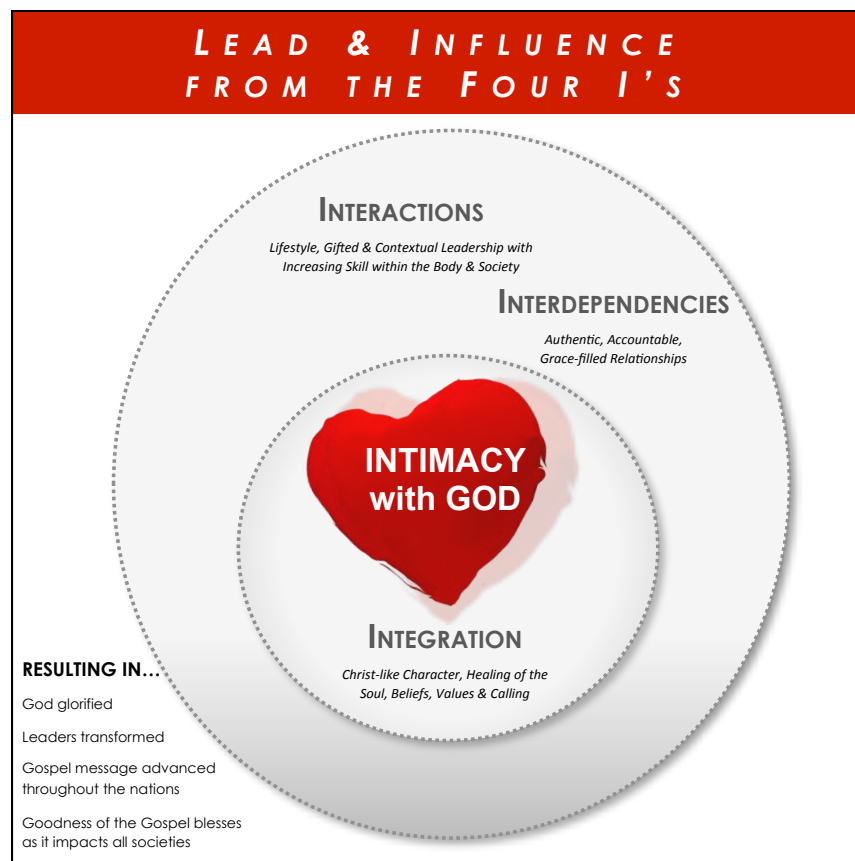 LEAD & INFLUENCE
FROM THE FOUR I'S
INTERACTIONS
Lifestyle, Gifted & Contextual Leadership with
Increasing Skill within the Body & Society
INTERDEPENDENCIES
Authentic, Accountable,
Grace-filled Relationships
INTIMACY
with GOD
INTEGRATION
Christ-like Character, Healing of the
Soul, Beliefs, Values & Calling
RESULTING IN...
God glorified
Leaders transformed
Gospel message advanced
throughout the nations
Goodness of the Gospel blesses
as it impacts all societies